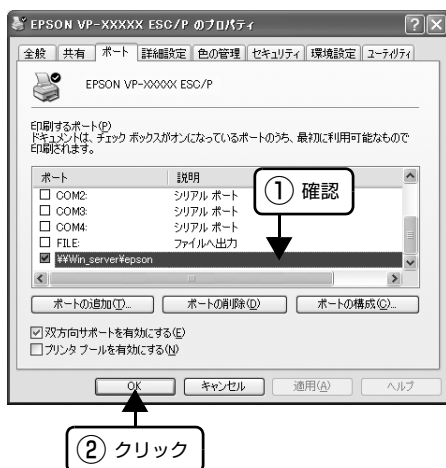 EPSON VP-XXXXX ESC/P のプロパティ
全般 共有 ポート 詳細設定 色の管理 セキュリティ 環境設定 ユーティリティ
EPSON VP-XXXXX ESC/P
印刷するポート(P)
ドキュメントは、チェック ボックスがオンになっているポートのうち、最初に利用可能なもので
印刷されます。
ポート 説明
COM2: シリアル ポート
COM3: シリアル ポート
COM4: シリアル ポート
FILE: ファイルへ出力
¥¥Win_server¥epson
① 確認
ポートの追加(T)... ポートの削除(D) ポートの構成(C)...
双方向サポートを有効にする(E)
プリンタ プールを有効にする(N)
OK キャンセル 適用(A) ヘルプ
② クリック